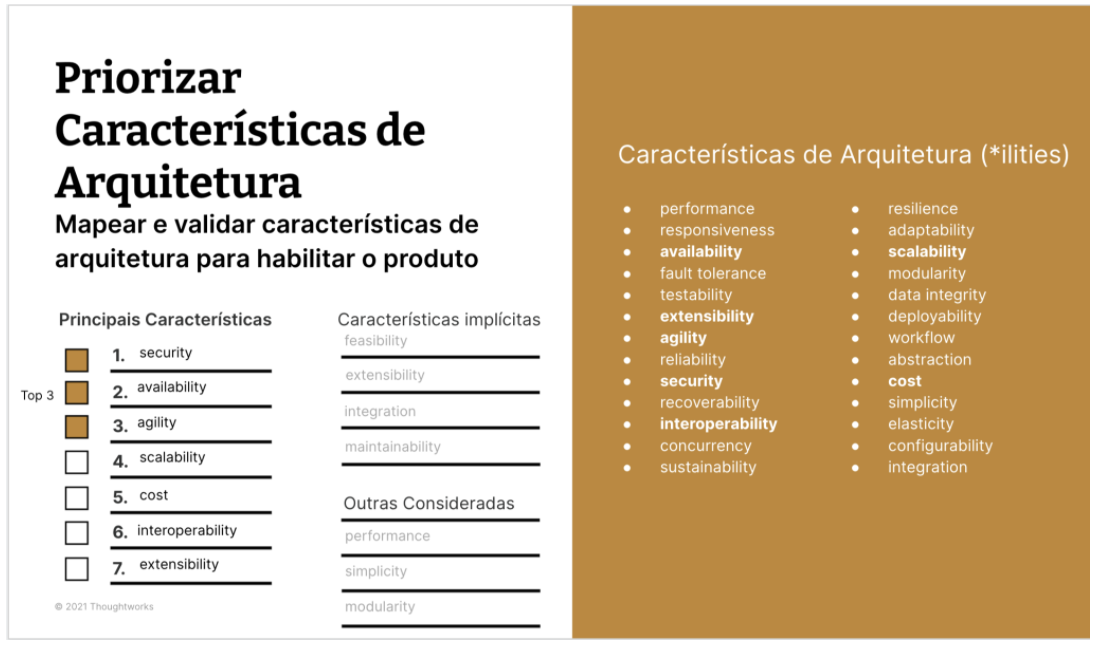 Priorizar
Características de
Arquitetura
Mapear e validar características de
arquitetura para habilitar o produto
Principais Características
Top 3
1. security
2. availability
3. agility
4. scalability
5. cost
6. interoperability
7. extensibility
© 2021 Thoughtworks
Características implícitas
feasibility
extensibility
integration
maintainability
Outras Consideradas
performance
simplicity
modularity
Características de Arquitetura (*ilities)
• performance
• responsiveness
• availability
• fault tolerance
• testability
• extensibility
• agility
• reliability
• security
• recoverability
• interoperability
• concurrency
• sustainability
• resilience
• adaptability
• scalability
• modularity
• data integrity
• deployability
• workflow
• abstraction
• cost
• simplicity
• elasticity
• configurability
• integration